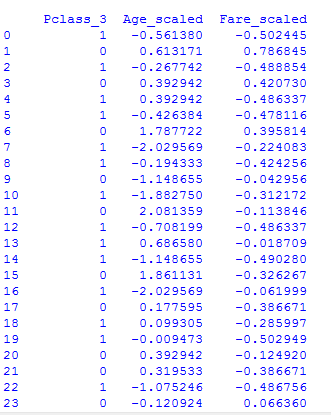 Pclass_3 Age_scaled Fare_scaled
0 1 -0.561380 -0.502445
1 0 0.613171 0.786845
2 1 -0.267742 -0.488854
3 0 0.392942 0.420730
4 1 0.392942 -0.486337
5 1 -0.426384 -0.478116
6 0 1.787722 0.395814
7 1 -2.029569 -0.224083
8 1 -0.194333 -0.424256
9 0 -1.148655 -0.042956
10 1 -1.882750 -0.312172
11 0 2.081359 -0.113846
12 1 -0.708199 -0.486337
13 1 0.686580 -0.018709
14 1 -1.148655 -0.490280
15 0 1.861131 -0.326267
16 1 -2.029569 -0.061999
17 0 0.177595 -0.386671
18 1 0.099305 -0.285997
19 1 -0.009473 -0.502949
20 0 0.392942 -0.124920
21 0 0.319533 -0.386671
22 1 -1.075246 -0.486756
23 0 -0.120924 0.066360